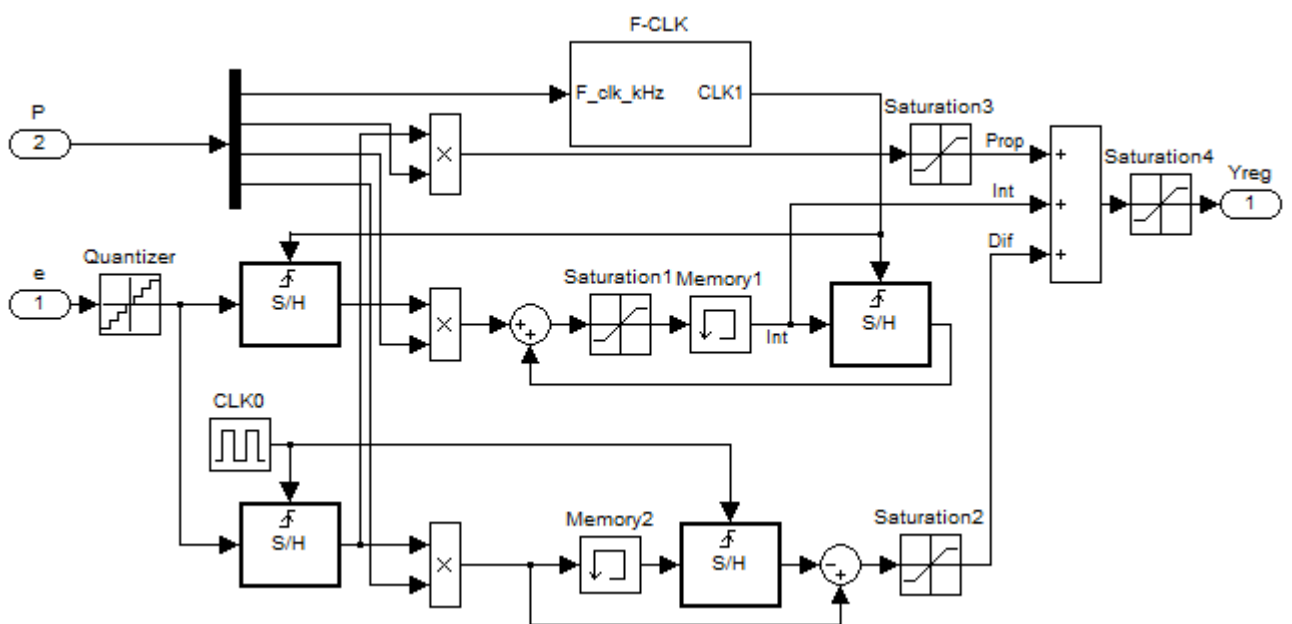 F-CLK
F_clk_kHz CLK1
P
2
Saturation3
Prop
Saturation4
Int
Yreg
1
Dif
+
+
+
×
Quantizer
e
1
S/H
×
+
+
Saturation1
Memory1
Int
S/H
CLK0
S/H
×
Memory2
S/H
-
+
Saturation2